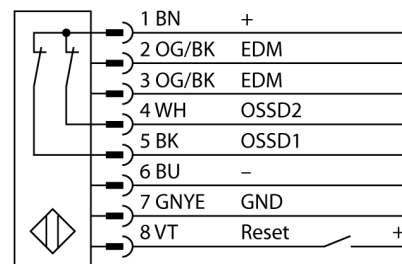 1 BN +
2 OG/BK EDM
3 OG/BK EDM
4 WH OSSD2
5 BK OSSD1
6 BU –
7 GNYE GND
8 VT Reset +